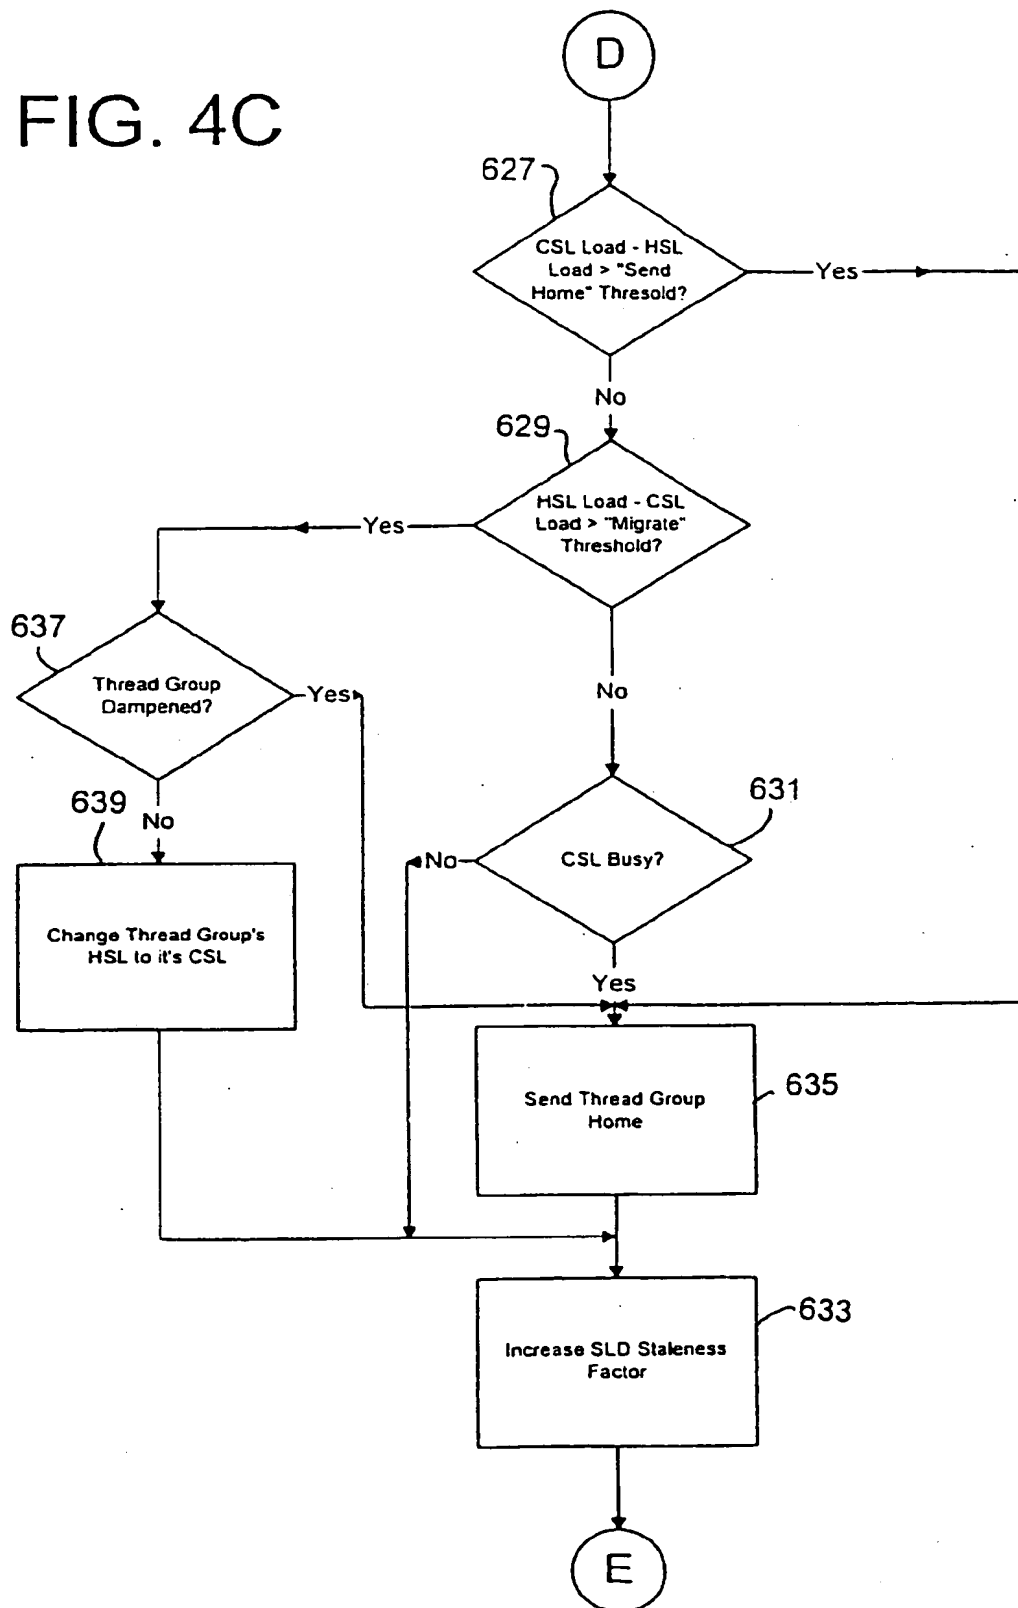 D
FIG. 4C
627
CSL Load - HSL
Load > "Send
Home" Thresold?
Yes
No
629
HSL Load - CSL
Load > "Migrate"
Threshold?
Yes
637
Thread Group
Dampened?
Yes
No
639
No
631
CSL Busy?
No
Change Thread Group's
HSL to it's CSL
Yes
Send Thread Group
Home
635
Increase SLD Staleness
Factor
633
E